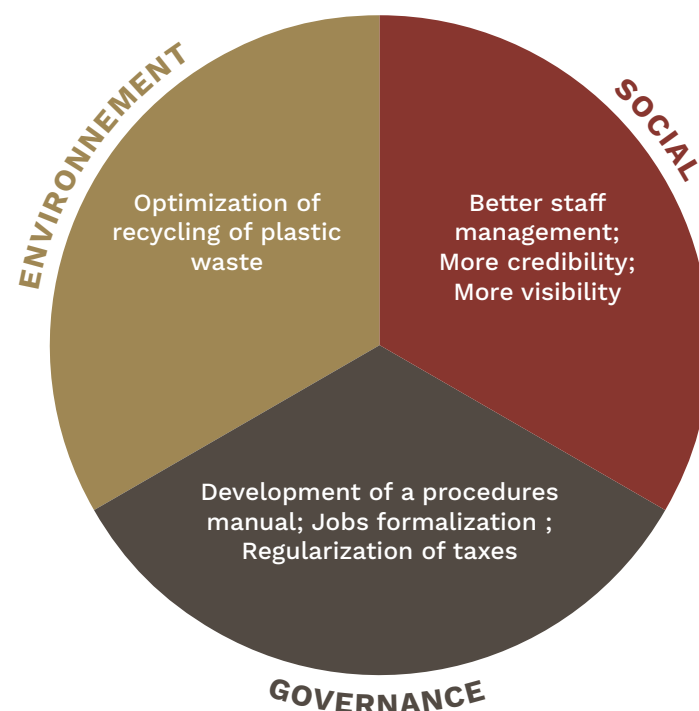 ENVIRONNEMENT
Optimization of
recycling of plastic
waste
SOCIAL
Better staff
management;
More credibility;
More visibility
Development of a procedures
manual; Jobs formalization ;
Regularization of taxes
GOVERNANCE